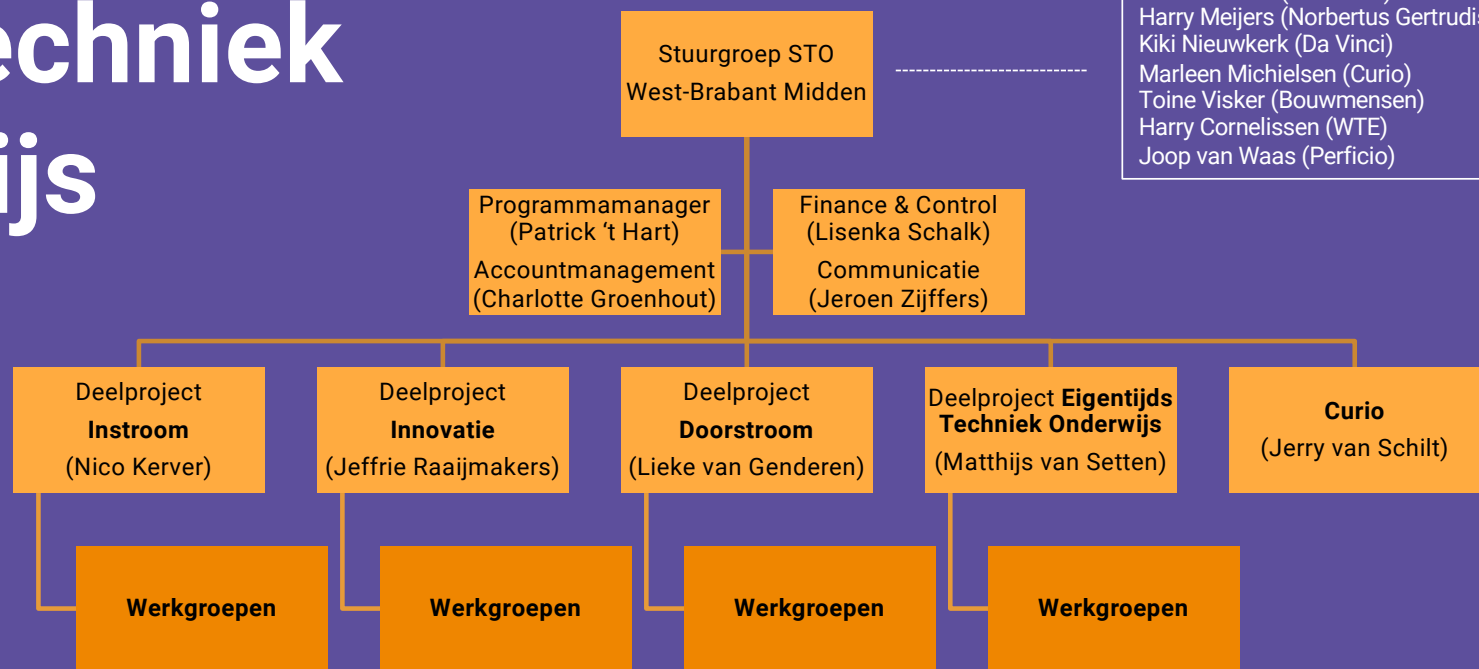 echniek
ijs
Stuurgroep STO
West-Brabant Midden
Harry Meijers (Norbertus Gertrudis
Kiki Nieuwkerk (Da Vinci)
Marleen Michielsen (Curio)
Toine Visker (Bouwmensen)
Harry Cornelissen (WTE)
Joop van Waas (Perficio)
Programmamanager
(Patrick ‘t Hart)
Accountmanagement
(Charlotte Groenhout)
Finance & Control
(Lisenka Schalk)
Communicatie
(Jeroen Zijffers)
Deelproject
Instroom
(Nico Kerver)
Deelproject
Innovatie
(Jeffrie Raaijmakers)
Deelproject
Doorstroom
(Lieke van Genderen)
Deelproject Eigentijds
Techniek Onderwijs
(Matthijs van Setten)
Curio
(Jerry van Schilt)
Werkgroepen
Werkgroepen
Werkgroepen
Werkgroepen